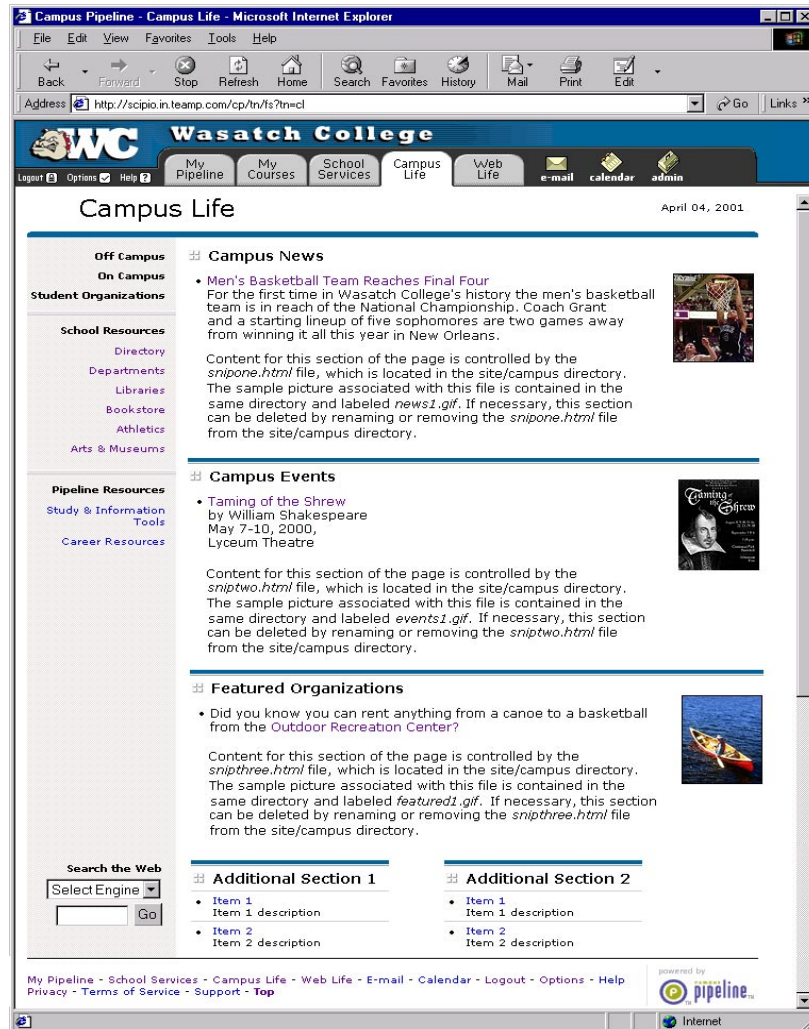 Campus Pipeline - Campus Life - Microsoft Internet Explorer
File Edit View Favorites Tools Help
Back Forward Stop Refresh Home Search Favorites History Mail Print Edit
Address http://scipio.in.teamp.com/cp/tn/fs?tn=cl Go Links »
WC Wasatch College
Logout Options Help ?
My Pipeline
My Courses
School Services
Campus Life
Web Life
e-mail calendar admin
Campus Life
April 04, 2001
Off Campus
On Campus
Student Organizations
School Resources
Directory
Departments
Libraries
Bookstore
Athletics
Arts & Museums
Pipeline Resources
Study & Information
Tools
Career Resources
Search the Web
Select Engine
Go
Campus News
• Men's Basketball Team Reaches Final Four
For the first time in Wasatch College's history the men's basketball
team is in reach of the National Championship. Coach Grant
and a starting lineup of five sophomores are two games away
from winning it all this year in New Orleans.
Content for this section of the page is controlled by the
snipone.html file, which is located in the site/campus directory.
The sample picture associated with this file is contained in the
same directory and labeled news1.gif. If necessary, this section
can be deleted by renaming or removing the snipone.html file
from the site/campus directory.
Campus Events
• Taming of the Shrew
by William Shakespeare
May 7-10, 2000,
Lyceum Theatre
Taming of the Shrew
Content for this section of the page is controlled by the
sniptwo.html file, which is located in the site/campus directory.
The sample picture associated with this file is contained in the
same directory and labeled events1.gif. If necessary, this section
can be deleted by renaming or removing the sniptwo.html file
from the site/campus directory.
Featured Organizations
• Did you know you can rent anything from a canoe to a basketball
from the Outdoor Recreation Center?
Content for this section of the page is controlled by the
snipthree.html file, which is located in the site/campus directory.
The sample picture associated with this file is contained in the
same directory and labeled featured1.gif. If necessary, this section
can be deleted by renaming or removing the snipthree.html file
from the site/campus directory.
Additional Section 1
• Item 1
Item 1 description
• Item 2
Item 2 description
Additional Section 2
• Item 1
Item 1 description
• Item 2
Item 2 description
My Pipeline - School Services - Campus Life - Web Life - E-mail - Calendar - Logout - Options - Help
Privacy - Terms of Service - Support - Top
powered by
campus pipeline
Internet